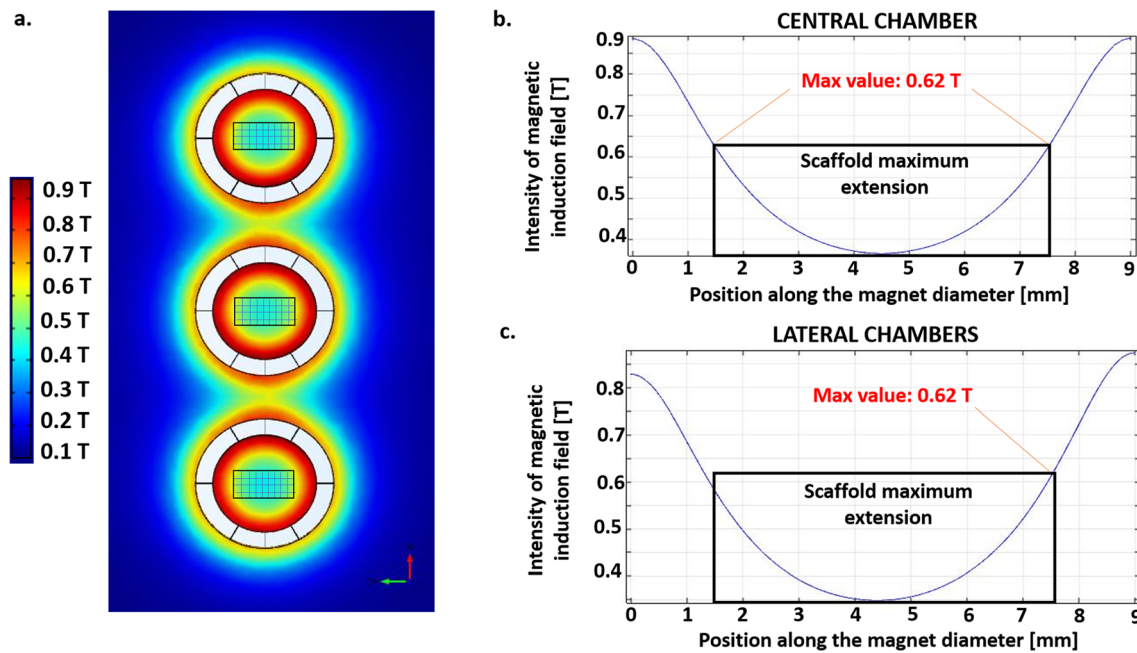 a.
0.9 T
0.8 T
0.7 T
0.6 T
0.5 T
0.4 T
0.3 T
0.2 T
0.1 T
b.
CENTRAL CHAMBER
Intensity of magnetic
induction field [T]
0.9
0.8
0.7
0.6
0.5
0.4
Max value: 0.62 T
Scaffold maximum
extension
0 1 2 3 4 5 6 7 8 9
Position along the magnet diameter [mm]
c.
LATERAL CHAMBERS
Intensity of magnetic
induction field [T]
0.8
0.7
0.6
0.5
0.4
Max value: 0.62 T
Scaffold maximum
extension
0 1 2 3 4 5 6 7 8 9
Position along the magnet diameter [mm]